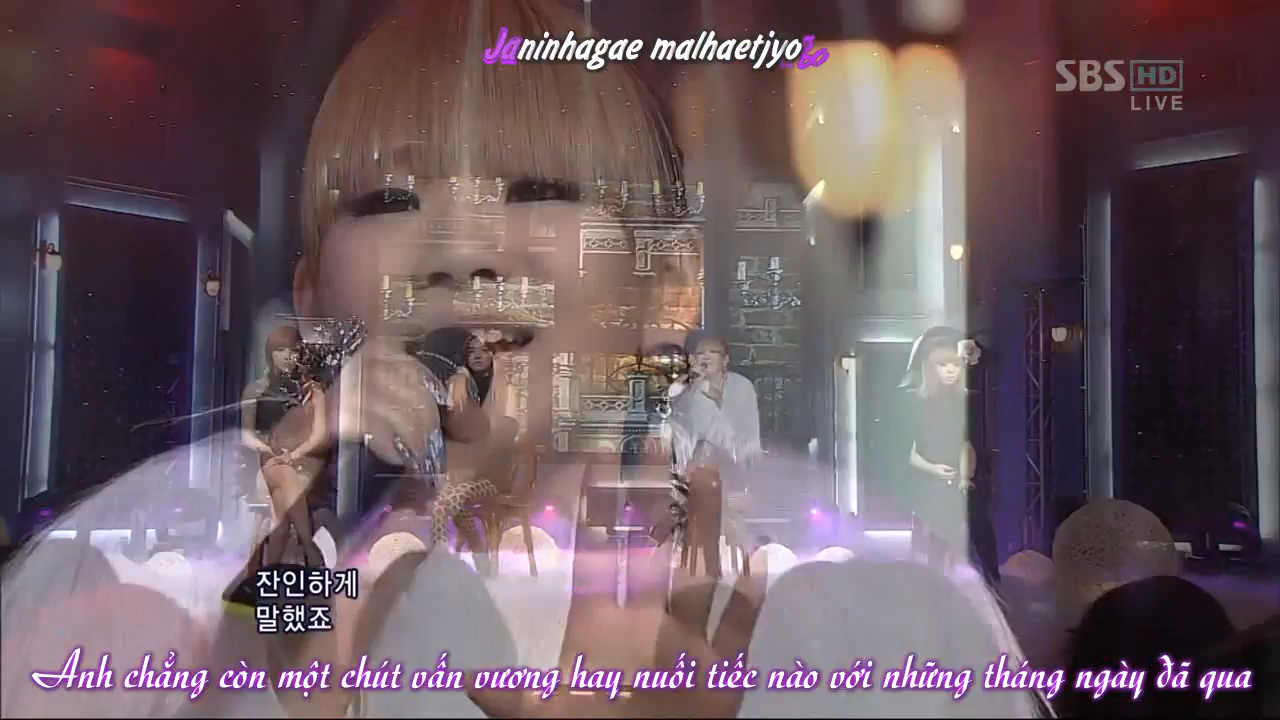 Janinhagae malhaetjyo
SBS HD
LIVE
잔인하게
말했죠
Anh chẳng còn một chút vấn vương hay nuối tiếc nào với những tháng ngày đã qua